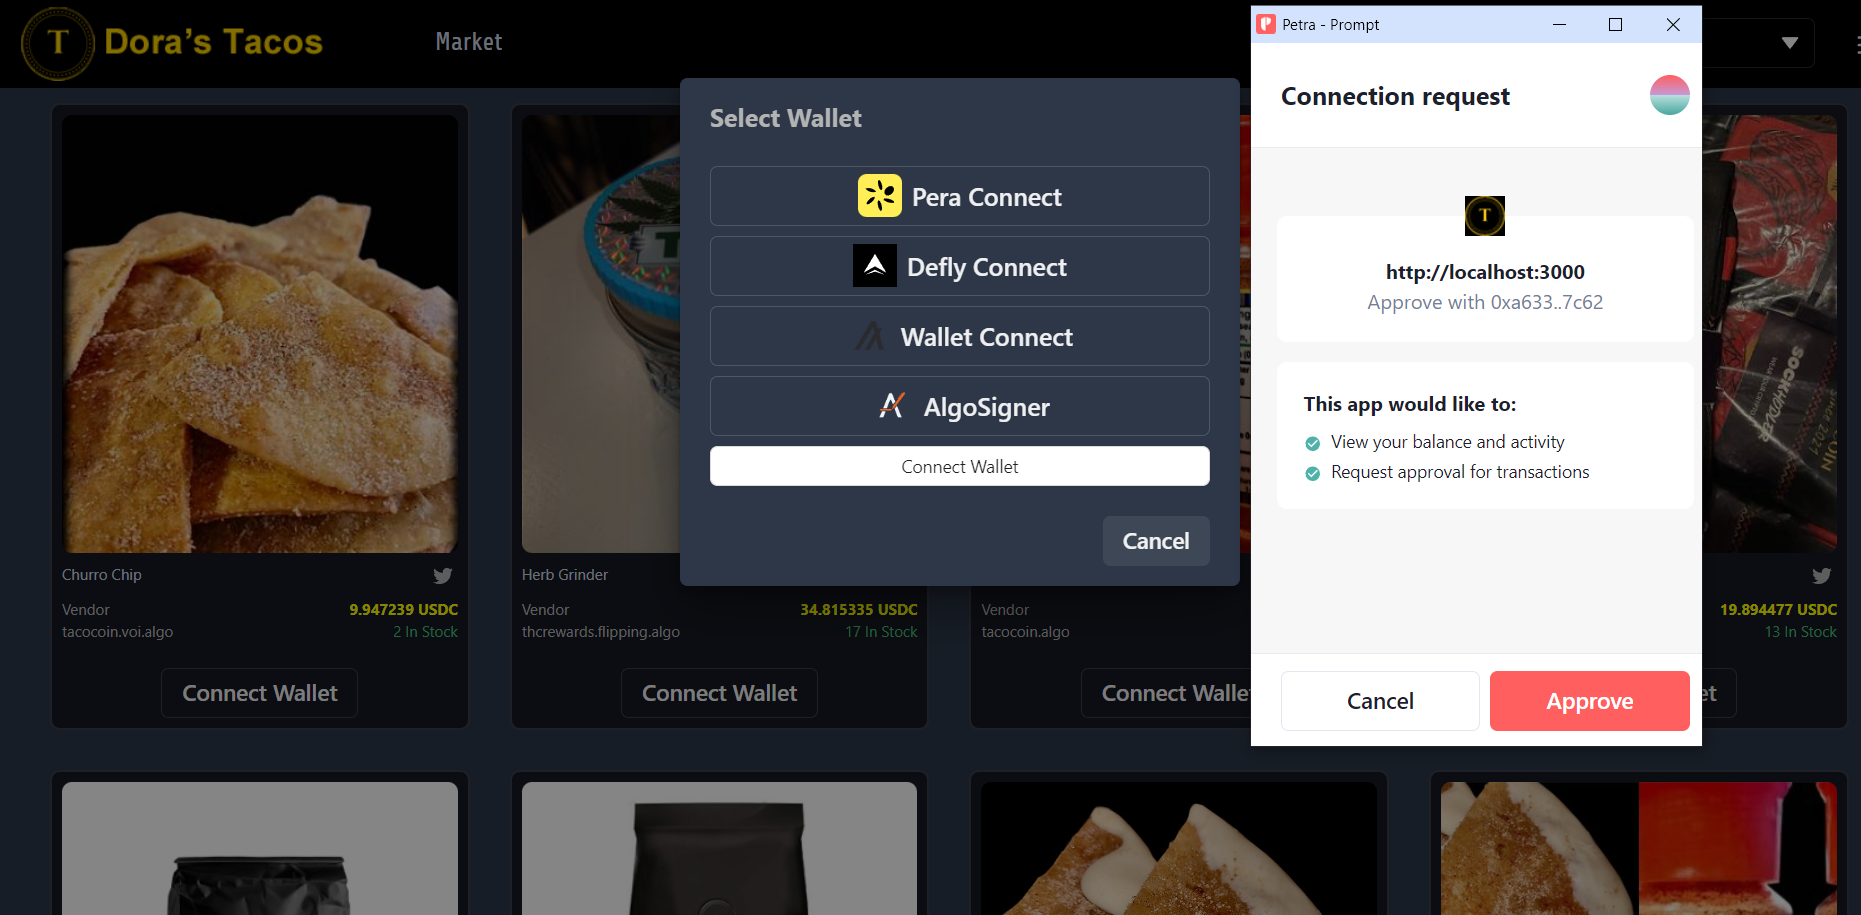 T Dora’s Tacos
Market
Select Wallet
Pera Connect
Defly Connect
Wallet Connect
AlgoSigner
Connect Wallet
Cancel
Petra - Prompt
Connection request
T
http://localhost:3000
Approve with 0xa633..7c62
This app would like to:
View your balance and activity
Request approval for transactions
Cancel
Approve
Churro Chip
Vendor
9.947239 USDC
tacocoin.voi.algo
2 In Stock
Connect Wallet
Herb Grinder
Vendor
34.815335 USDC
thcrewards.flipping.algo
17 In Stock
Connect Wallet
Vendor
tacocoin.algo
Connect Walle
SOCKHODLER
19.894477 USDC
13 In Stock
et